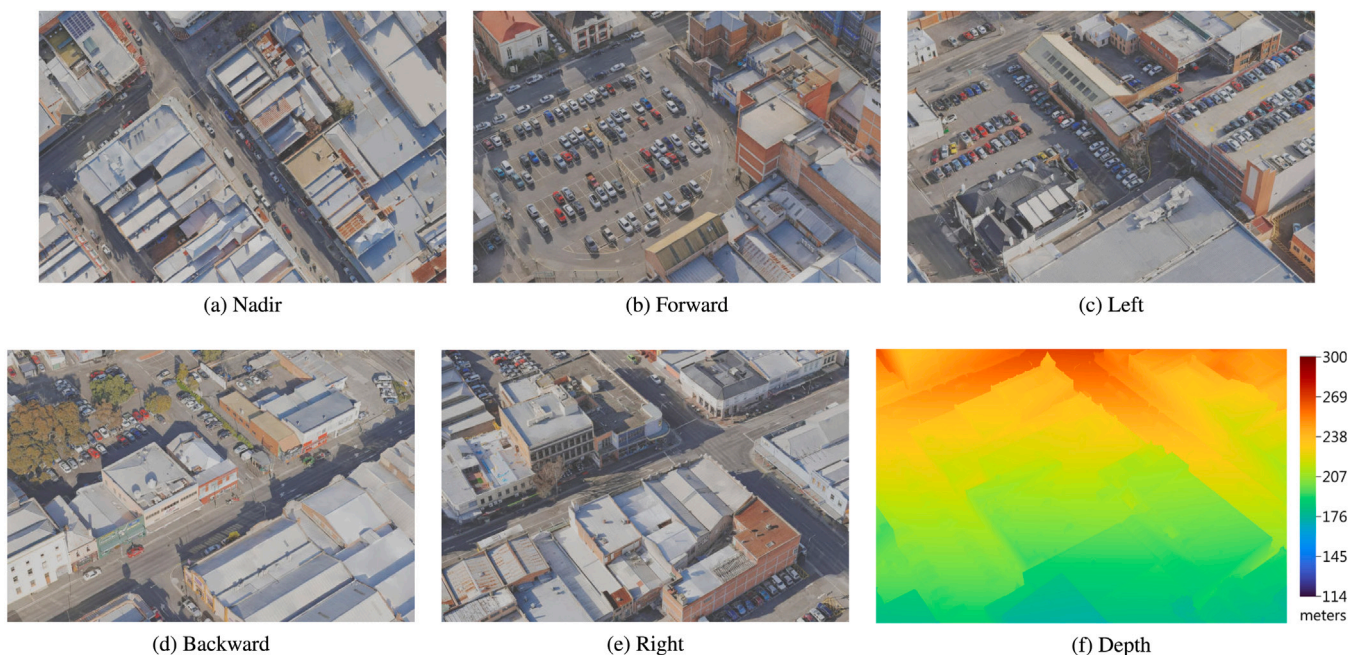 (a) Nadir
(b) Forward
(c) Left
300
269
238
207
176
145
114
meters
(d) Backward
(e) Right
(f) Depth